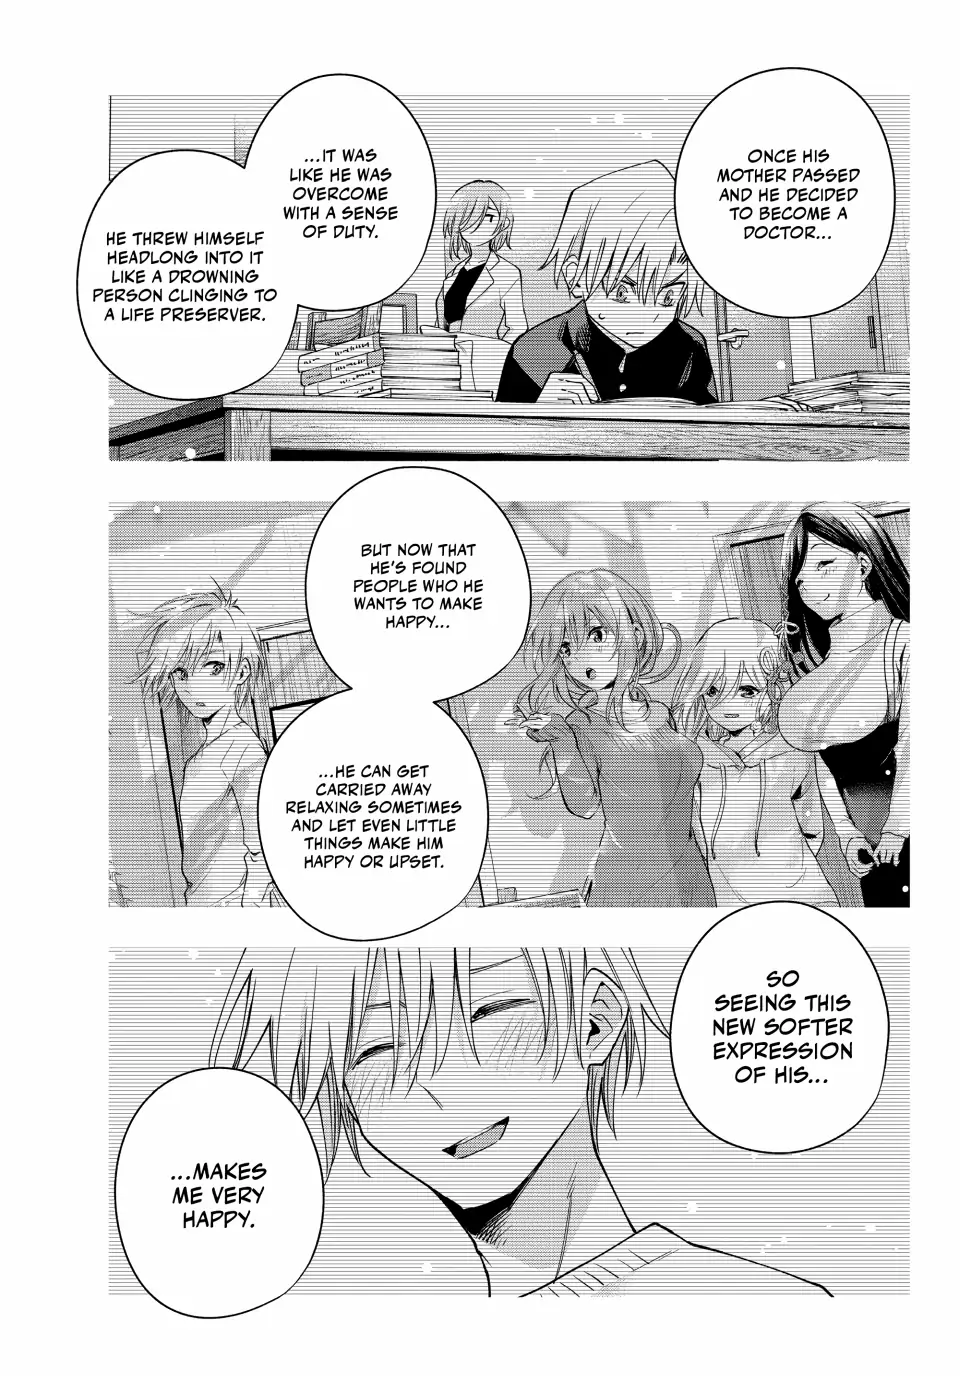 ONCE HIS
MOTHER PASSED
AND HE DECIDED
TO BECOME A
DOCTOR...
...IT WAS
LIKE HE WAS
OVERCOME
WITH A SENSE
OF DUTY.
HE THREW HIMSELF
HEADLONG INTO IT
LIKE A DROWNING
PERSON CLINGING TO
A LIFE PRESERVER.
BUT NOW THAT
HE'S FOUND
PEOPLE WHO HE
WANTS TO MAKE
HAPPY...
...HE CAN GET
CARRIED AWAY
RELAXING SOMETIMES
AND LET EVEN LITTLE
THINGS MAKE HIM
HAPPY OR UPSET.
SO
SEEING THIS
NEW SOFTER
EXPRESSION
OF HIS...
...MAKES
ME VERY
HAPPY.